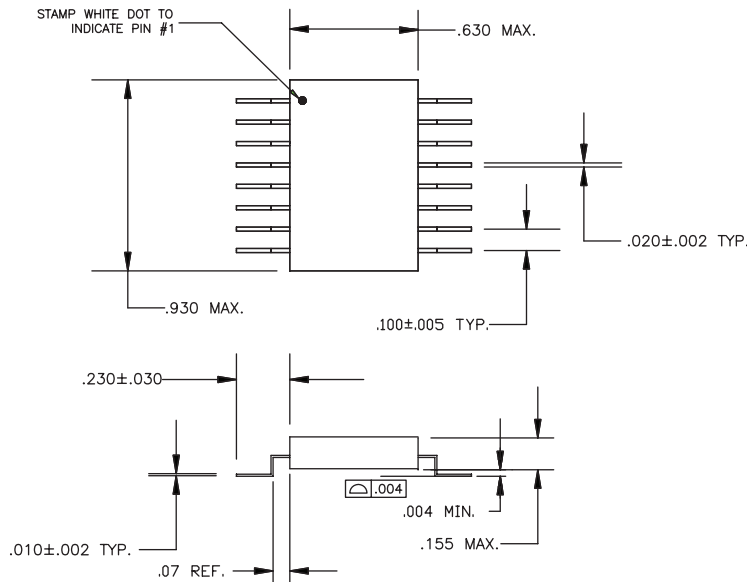 STAMP WHITE DOT TO
INDICATE PIN #1
.630 MAX.
.020±.002 TYP.
.930 MAX.
.100±.005 TYP.
.230±.030
.004
.004 MIN.
.155 MAX.
.010±.002 TYP.
.07 REF.